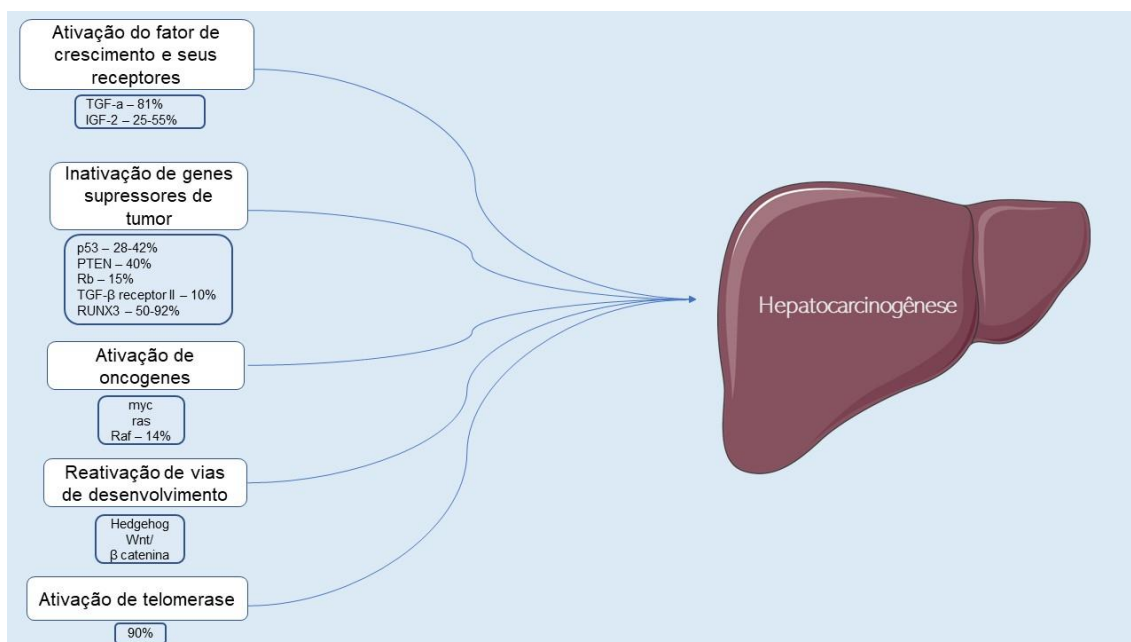 Ativação do fator de
crescimento e seus
receptores
TGF-a – 81%
IGF-2 – 25-55%
Inativação de genes
supressores de
tumor
p53 – 28-42%
PTEN – 40%
Rb – 15%
TGF-β receptor II – 10%
RUNX3 – 50-92%
Ativação de
oncogenes
myc
ras
Raf – 14%
Reativação de vias
de desenvolvimento
Hedgehog
Wnt/
β catenina
Ativação de telomerase
90%
Hepatocarcinogênese